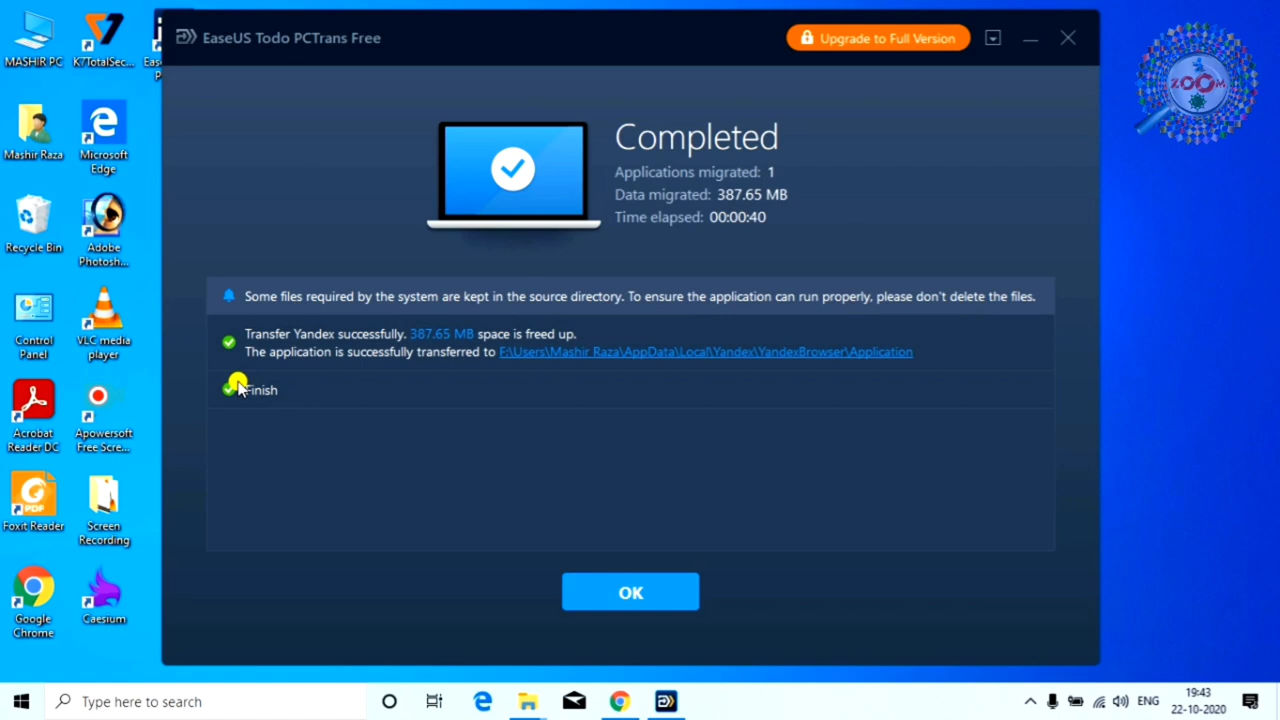 EaseUS Todo PCTrans Free
Upgrade to Full Version
Completed
Applications migrated: 1
Data migrated: 387.65 MB
Time elapsed: 00:00:40
Some files required by the system are kept in the source directory. To ensure the application can run properly, please don't delete the files.
Transfer Yandex successfully. 387.65 MB space is freed up.
The application is successfully transferred to F:\Users\Mashir Raza\AppData\Local\Yandex\YandexBrowser\Application
Finish
OK
MASHIR PC
K7TotalSec...
Mashir Raza
Microsoft
Edge
Recycle Bin
Adobe
Photosh...
Control
Panel
VLC media
player
Acrobat
Reader DC
Apowersoft
Free Scre...
PDF
Foxit Reader
Screen
Recording
Google
Chrome
Caesium
ZOOM
Type here to search
ENG
19:43
22-10-2020